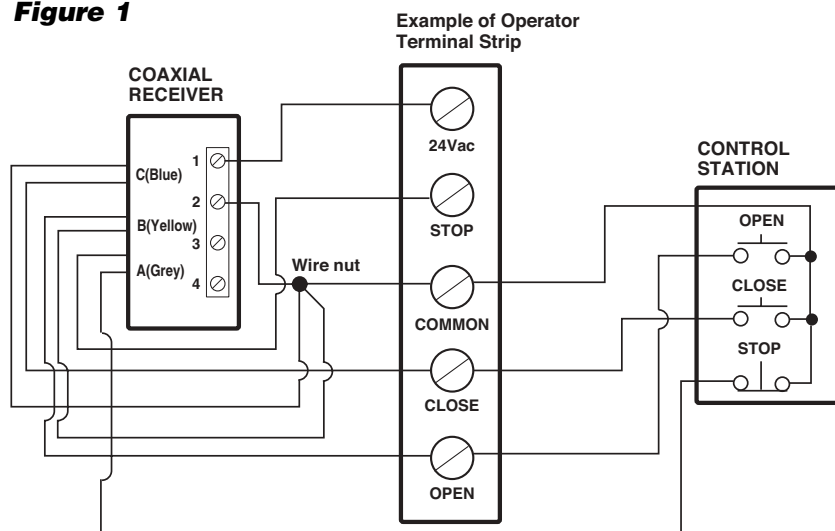 Figure 1
Example of Operator
Terminal Strip
COAXIAL
RECEIVER
1
C(Blue)
2
B(Yellow)
3
A(Grey)
4
Wire nut
24Vac
STOP
COMMON
CLOSE
OPEN
CONTROL
STATION
OPEN
CLOSE
STOP